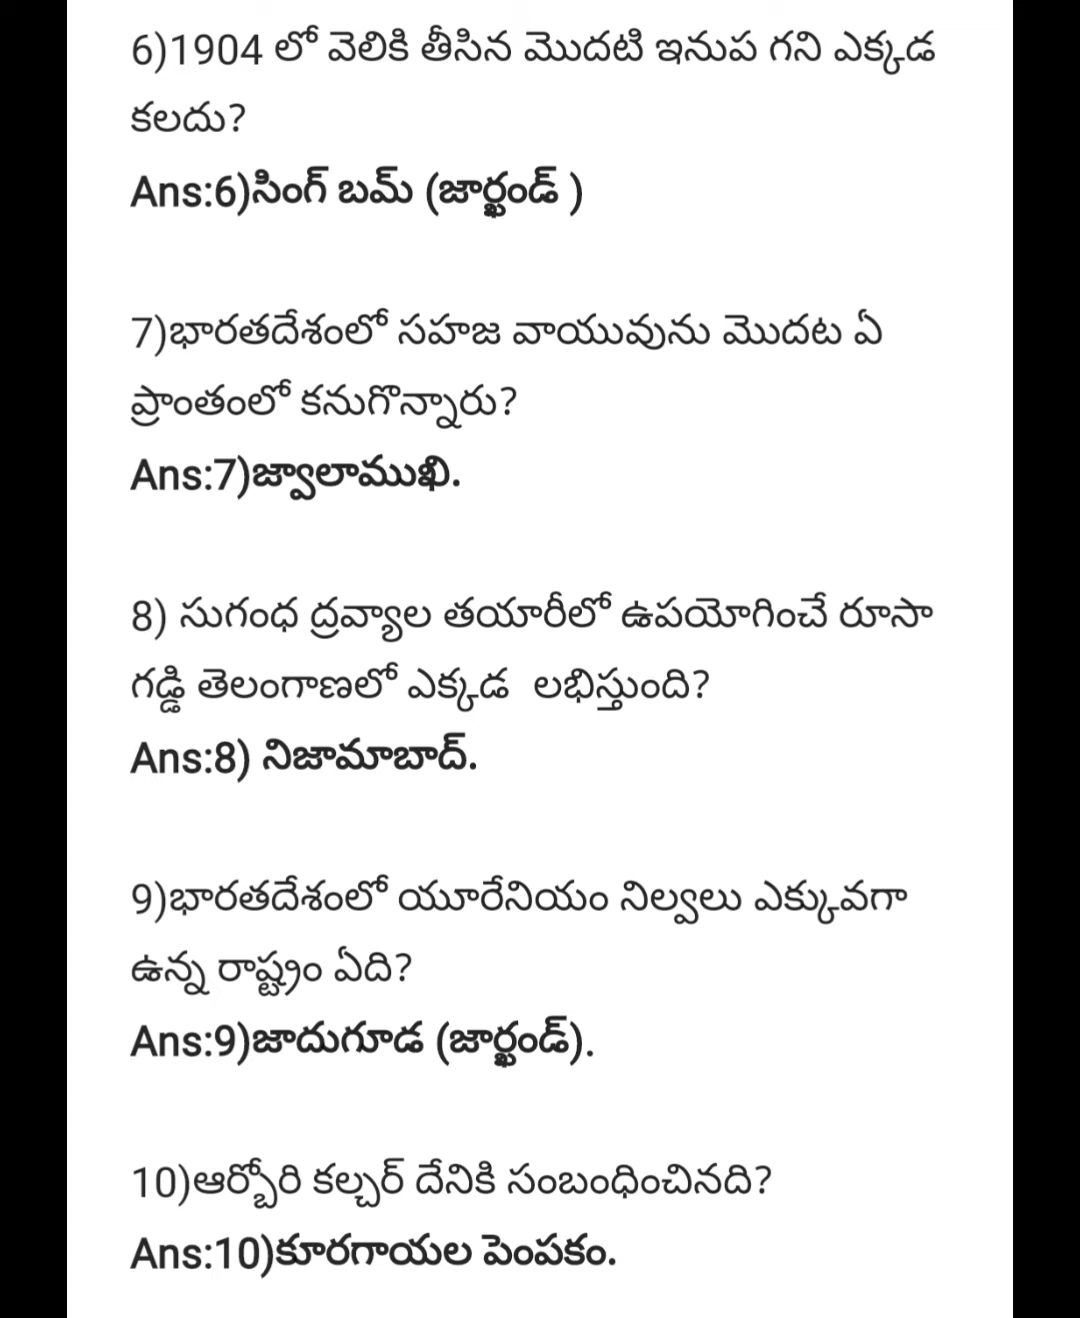 6)1904 లో వెలికి తీసిన మొదటి ఇనుప గని ఎక్కడ
కలదు?
Ans:6)సింగ్ బమ్ (జార్ఖండ్ )
7)భారతదేశంలో సహజ వాయువును మొదట ఏ
ప్రాంతంలో కనుగొన్నారు?
Ans:7)జ్వాలాముఖి.
8) సుగంధ ద్రవ్యాల తయారీలో ఉపయోగించే రూసా
గడ్డి తెలంగాణలో ఎక్కడ  లభిస్తుంది?
Ans:8) నిజామాబాద్.
9)భారతదేశంలో యూరేనియం నిల్వలు ఎక్కువగా
ఉన్న రాష్ట్రం ఏది?
Ans:9)జాదుగూడ (జార్ఖండ్).
10)ఆర్బోరి కల్చర్ దేనికి సంబంధించినది?
Ans:10)కూరగాయల పెంపకం.